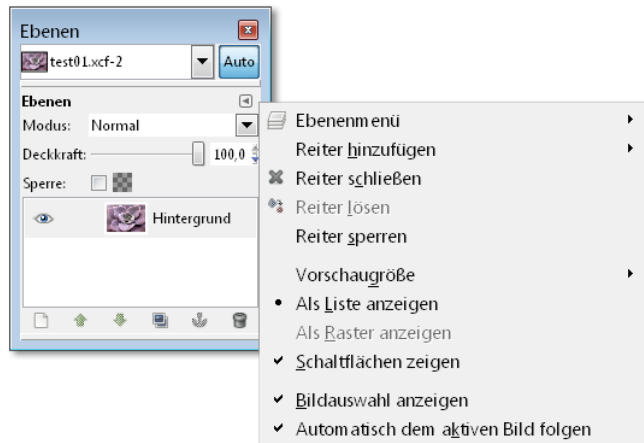 Ebenen
test01.xcf-2
Auto
Ebenen
Modus: Normal
Deckkraft: 100,0
Sperre:
Hintergrund
Ebenenmenü
Reiter hinzufügen
Reiter schließen
Reiter lösen
Reiter sperren
Vorschaugröße
Als Liste anzeigen
Als Raster anzeigen
Schaltflächen zeigen
Bildauswahl anzeigen
Automatisch dem aktiven Bild folgen